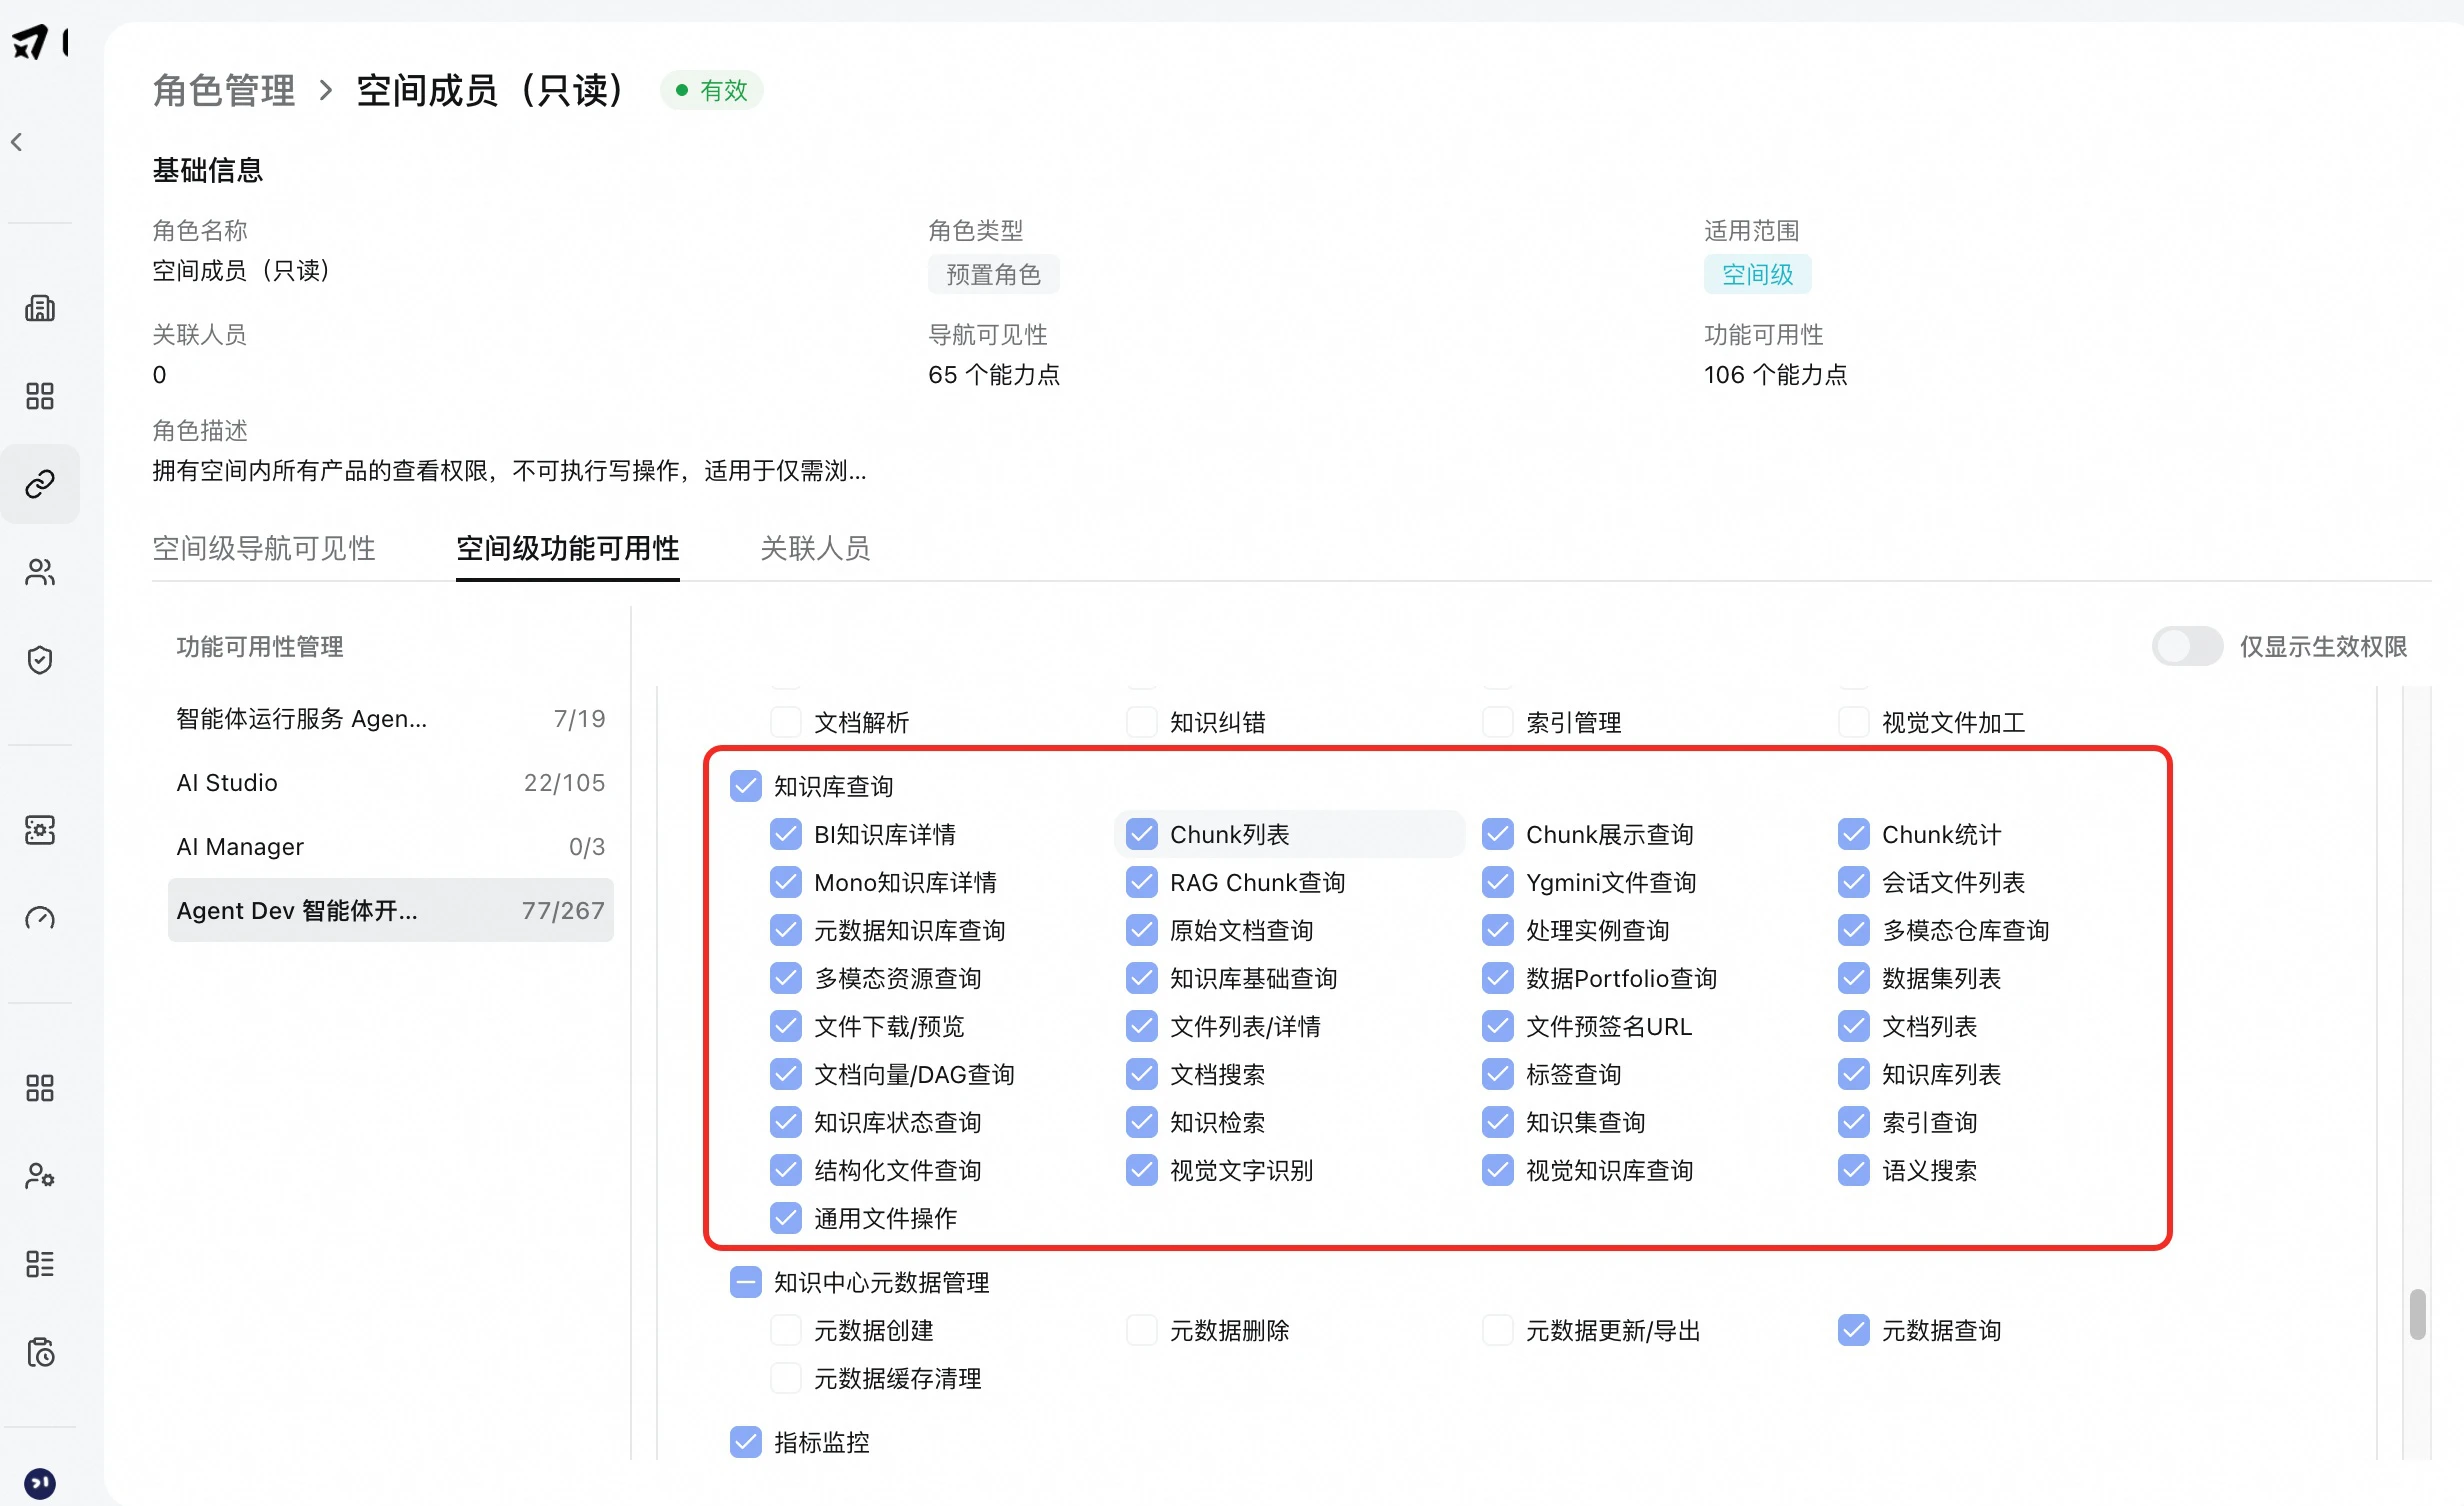 角色管理 > 空间成员（只读） 有效
基础信息
角色名称 角色类型 适用范围
空间成员（只读） 预置角色 空间级
关联人员 导航可见性 功能可用性
0 65 个能力点 106 个能力点
角色描述
拥有空间内所有产品的查看权限，不可执行写操作，适用于仅需浏...
空间级导航可见性 空间级功能可用性 关联人员
功能可用性管理 仅显示生效权限
智能体运行服务 Agen... 7/19
AI Studio 22/105
AI Manager 0/3
Agent Dev 智能体开... 77/267
文档解析 知识纠错 索引管理 视觉文件加工
知识库查询
BI知识库详情 Chunk列表 Chunk展示查询 Chunk统计
Mono知识库详情 RAG Chunk查询 Ygmini文件查询 会话文件列表
元数据知识库查询 原始文档查询 处理实例查询 多模态仓库查询
多模态资源查询 知识库基础查询 数据Portfolio查询 数据集列表
文件下载/预览 文件列表/详情 文件预签名URL 文档列表
文档向量/DAG查询 文档搜索 标签查询 知识库列表
知识库状态查询 知识检索 知识集查询 索引查询
结构化文件查询 视觉文字识别 视觉知识库查询 语义搜索
通用文件操作
知识中心元数据管理
元数据创建 元数据删除 元数据更新/导出 元数据查询
元数据缓存清理
指标监控